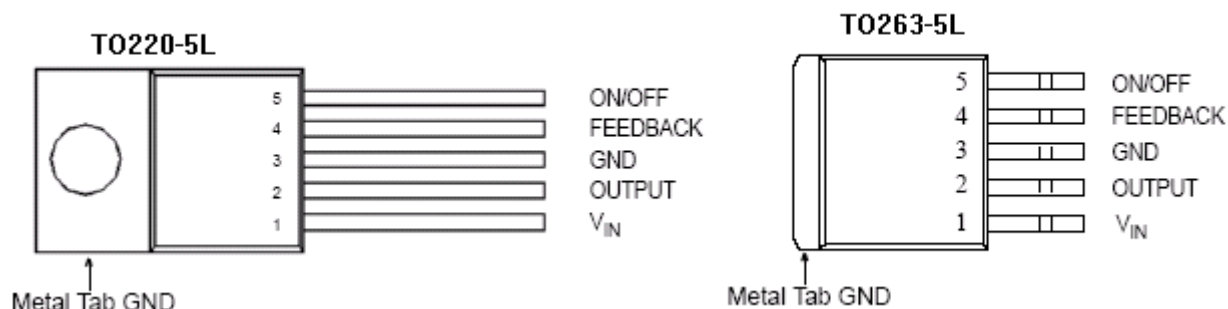 TO220-5L
5 ON/OFF
4 FEEDBACK
3 GND
2 OUTPUT
1 VIN
Metal Tab GND
TO263-5L
5 ON/OFF
4 FEEDBACK
3 GND
2 OUTPUT
1 VIN
Metal Tab GND